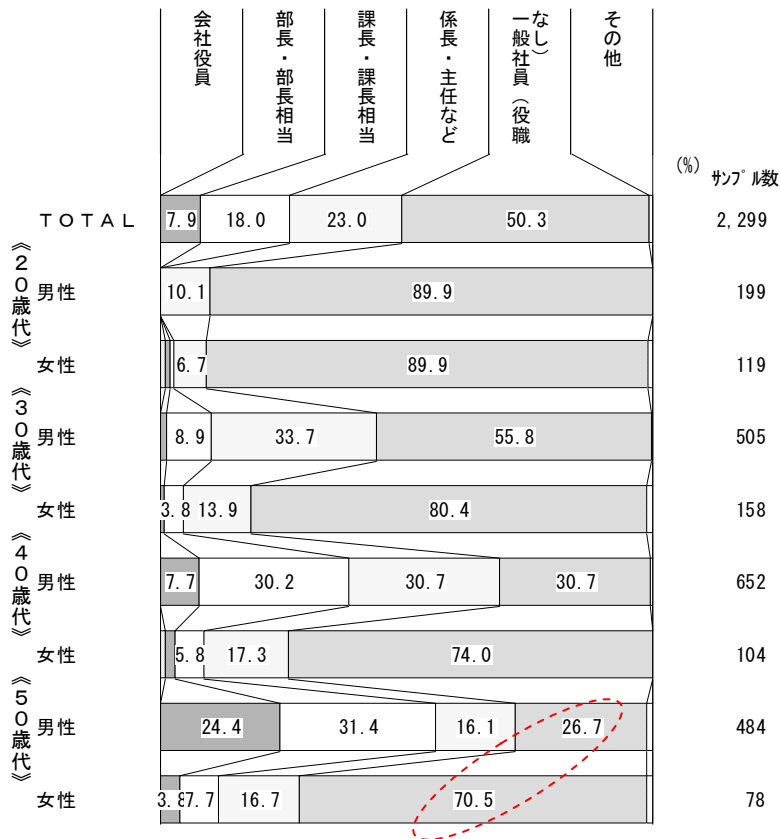 会社役員
部長・部長相当
課長・課長相当
係長・主任など
一般社員（役職
なし）
その他
(%)
ｻﾝﾌﾟﾙ数
ＴＯＴＡＬ 7.9 18.0 23.0 50.3 2,299
《２０歳代》
男性 10.1 89.9 199
女性 6.7 89.9 119
《３０歳代》
男性 8.9 33.7 55.8 505
女性 3.8 13.9 80.4 158
《４０歳代》
男性 7.7 30.2 30.7 30.7 652
女性 5.8 17.3 74.0 104
《５０歳代》
男性 24.4 31.4 16.1 26.7 484
女性 3.8 7.7 16.7 70.5 78